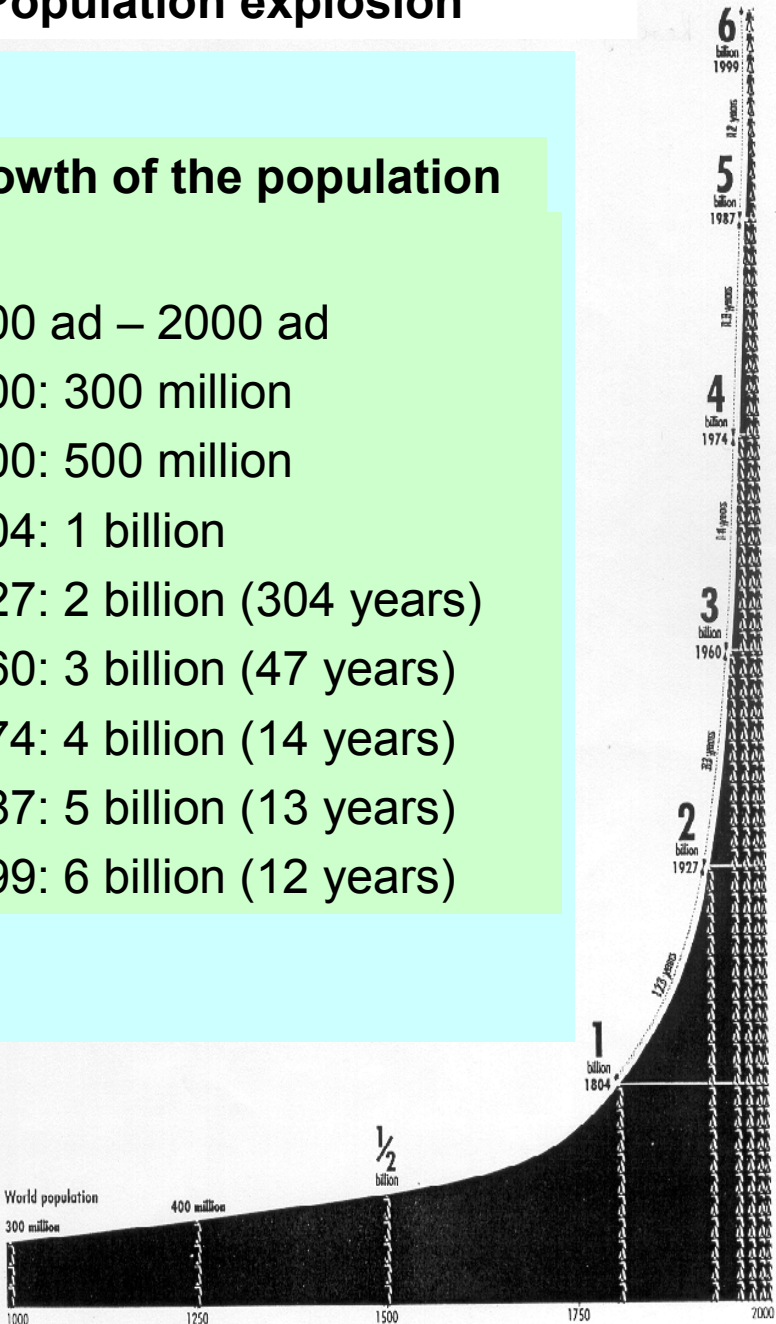 Population explosion
owth of the population
00 ad – 2000 ad
00: 300 million
00: 500 million
04: 1 billion
27: 2 billion (304 years)
60: 3 billion (47 years)
74: 4 billion (14 years)
87: 5 billion (13 years)
99: 6 billion (12 years)
6
billion
1999
12 years
5
billion
1987
13 years
4
billion
1974
14 years
3
billion
1960
33 years
2
billion
1927
123 years
1
billion
1804
½
billion
World population
300 million
400 million
1000 1250 1500 1750 2000